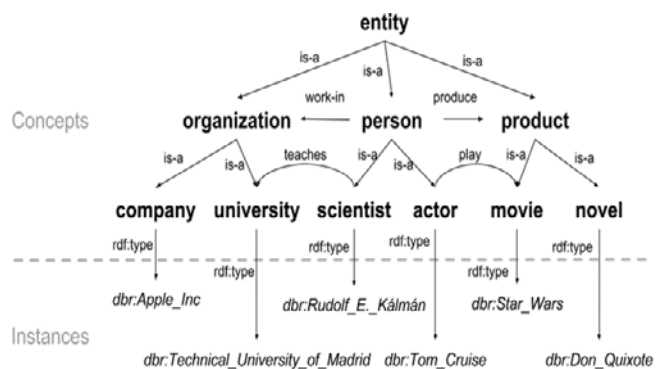 entity
is-a is-a is-a
Concepts
work-in produce
organization person product
is-a is-a teaches is-a is-a play is-a is-a
company university scientist actor movie novel
rdf:type rdf:type rdf:type rdf:type rdf:type rdf:type
dbr:Apple_Inc dbr:Rudolf_E._Kálmán dbr:Star_Wars
Instances
dbr:Technical_University_of_Madrid dbr:Tom_Cruise dbr:Don_Quixote